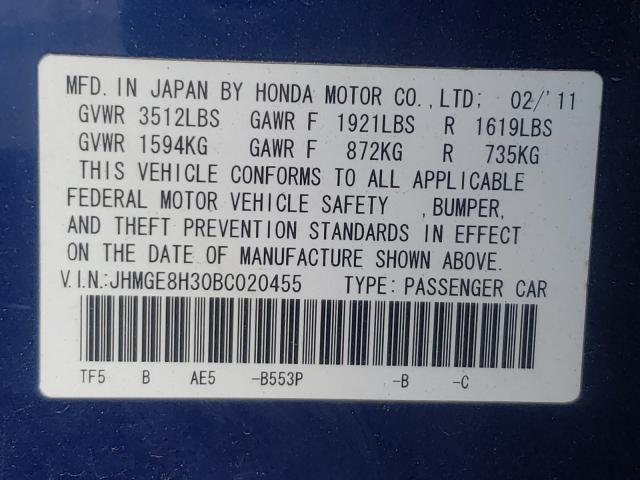 MFD. IN JAPAN BY HONDA MOTOR CO.,LTD; 02/'11
GVWR 3512LBS GAWR F 1921LBS R 1619LBS
GVWR 1594KG GAWR F 872KG R 735KG
THIS VEHICLE CONFORMS TO ALL APPLICABLE
FEDERAL MOTOR VEHICLE SAFETY ,BUMPER,
AND THEFT PREVENTION STANDARDS IN EFFECT
ON THE DATE OF MANUFACTURE SHOWN ABOVE.
V.I.N:JHMGE8H30BC020455 TYPE:PASSENGER CAR
TF5 B AE5 -B553P -B -C